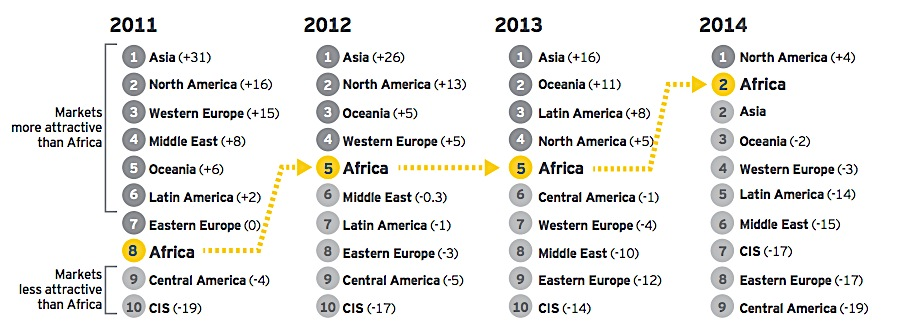 2011
Markets
more attractive
than Africa
1 Asia (+31)
2 North America (+16)
3 Western Europe (+15)
4 Middle East (+8)
5 Oceania (+6)
6 Latin America (+2)
7 Eastern Europe (0)
8 Africa
Markets
less attractive
than Africa
9 Central America (-4)
10 CIS (-19)
2012
1 Asia (+26)
2 North America (+13)
3 Oceania (+5)
4 Western Europe (+5)
5 Africa
6 Middle East (-0.3)
7 Latin America (-1)
8 Eastern Europe (-3)
9 Central America (-5)
10 CIS (-17)
2013
1 Asia (+16)
2 Oceania (+11)
3 Latin America (+8)
4 North America (+5)
5 Africa
6 Central America (-1)
7 Western Europe (-4)
8 Middle East (-10)
9 Eastern Europe (-12)
10 CIS (-14)
2014
1 North America (+4)
2 Africa
2 Asia
3 Oceania (-2)
4 Western Europe (-3)
5 Latin America (-14)
6 Middle East (-15)
7 CIS (-17)
8 Eastern Europe (-17)
9 Central America (-19)